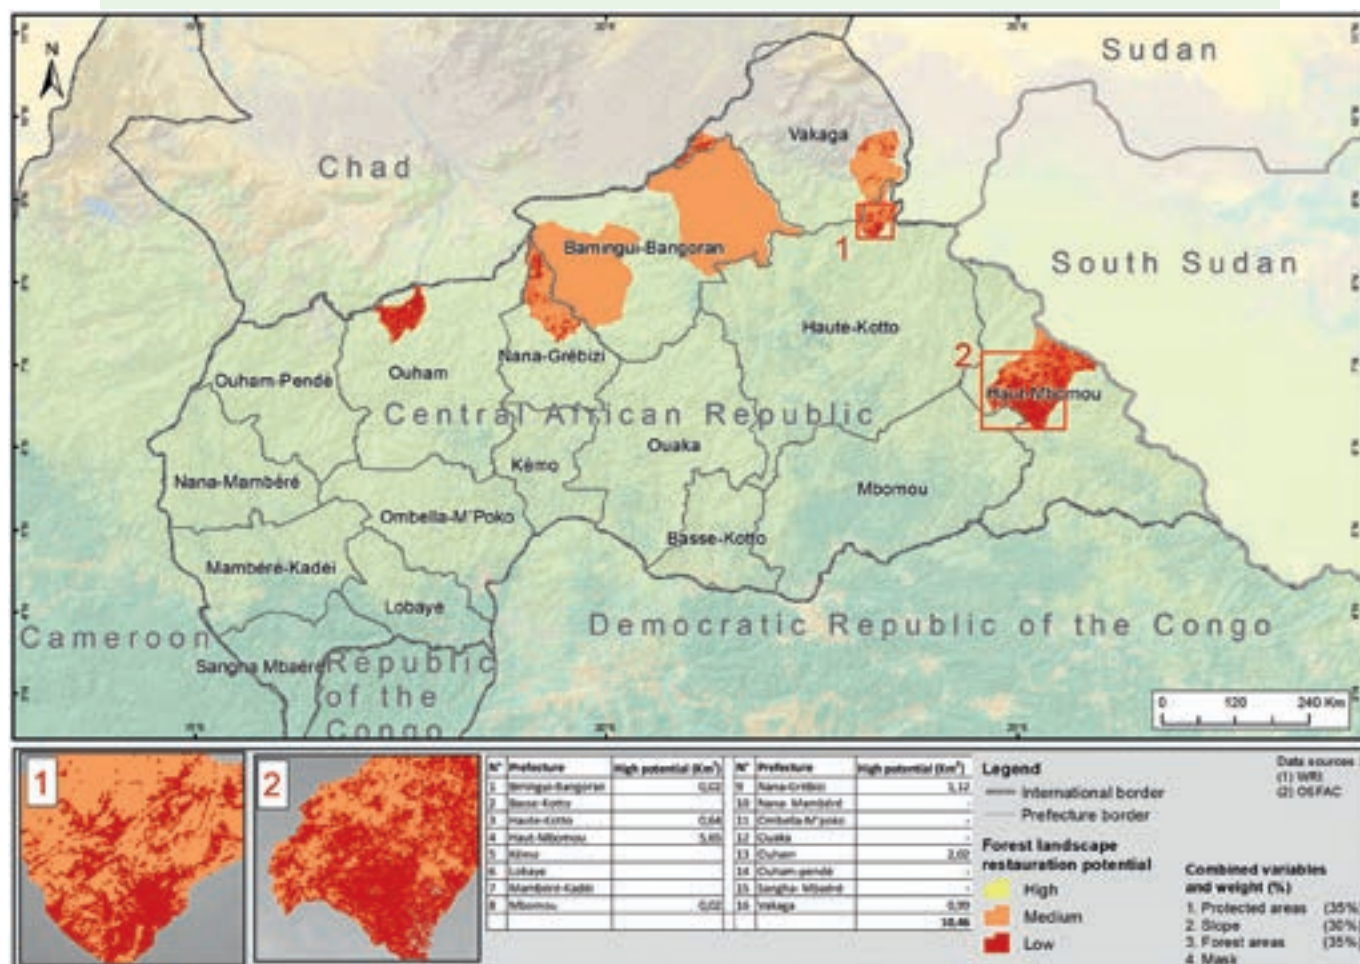 N
Sudan
Chad
Vakaga
Bamingui-Bangoran
1
South Sudan
Haute-Kotto
2
Nana-Grébizi
Ouham-Pendé
Ouham
Haut-Mbomou
Central African Republic
Ouaka
Kémo
Nana-Mambéré
Mbomou
Ombella-M'Poko
Basse-Kotto
Mambéré-Kadéi
Lobaye
Cameroon
Democratic Republic of the Congo
Sangha Mbaéré
Republic
of the
Congo
0 120 240 Km
1
2
N° Prefecture High potential (Km²) N° Prefecture High potential (Km²)
1 0,02 9 Nana-Grébizi 1,12
2 Basse-Kotto 10 Nana-Mambéré -
3 Haute-Kotto 0,64 11 Ombella-M'poko -
4 Haut-Mbomou 5,65 12 Ouaka -
5 Kémo 13 Ouham 2,02
6 Lobaye 14 Ouham-pendé -
7 Mambéré-Kadéi 15 Sangha-Mbaéré -
8 Mbomou 0,02 16 Vakaga 0,99
10,46
Legend
International border
Prefecture border
Forest landscape
restauration potential
High
Medium
Low
Data sources :
(1) WRI
(2) OSFAC
Combined variables
and weight (%)
1. Protected areas (35%)
2. Slope (30%)
3. Forest areas (35%)
4. Mask